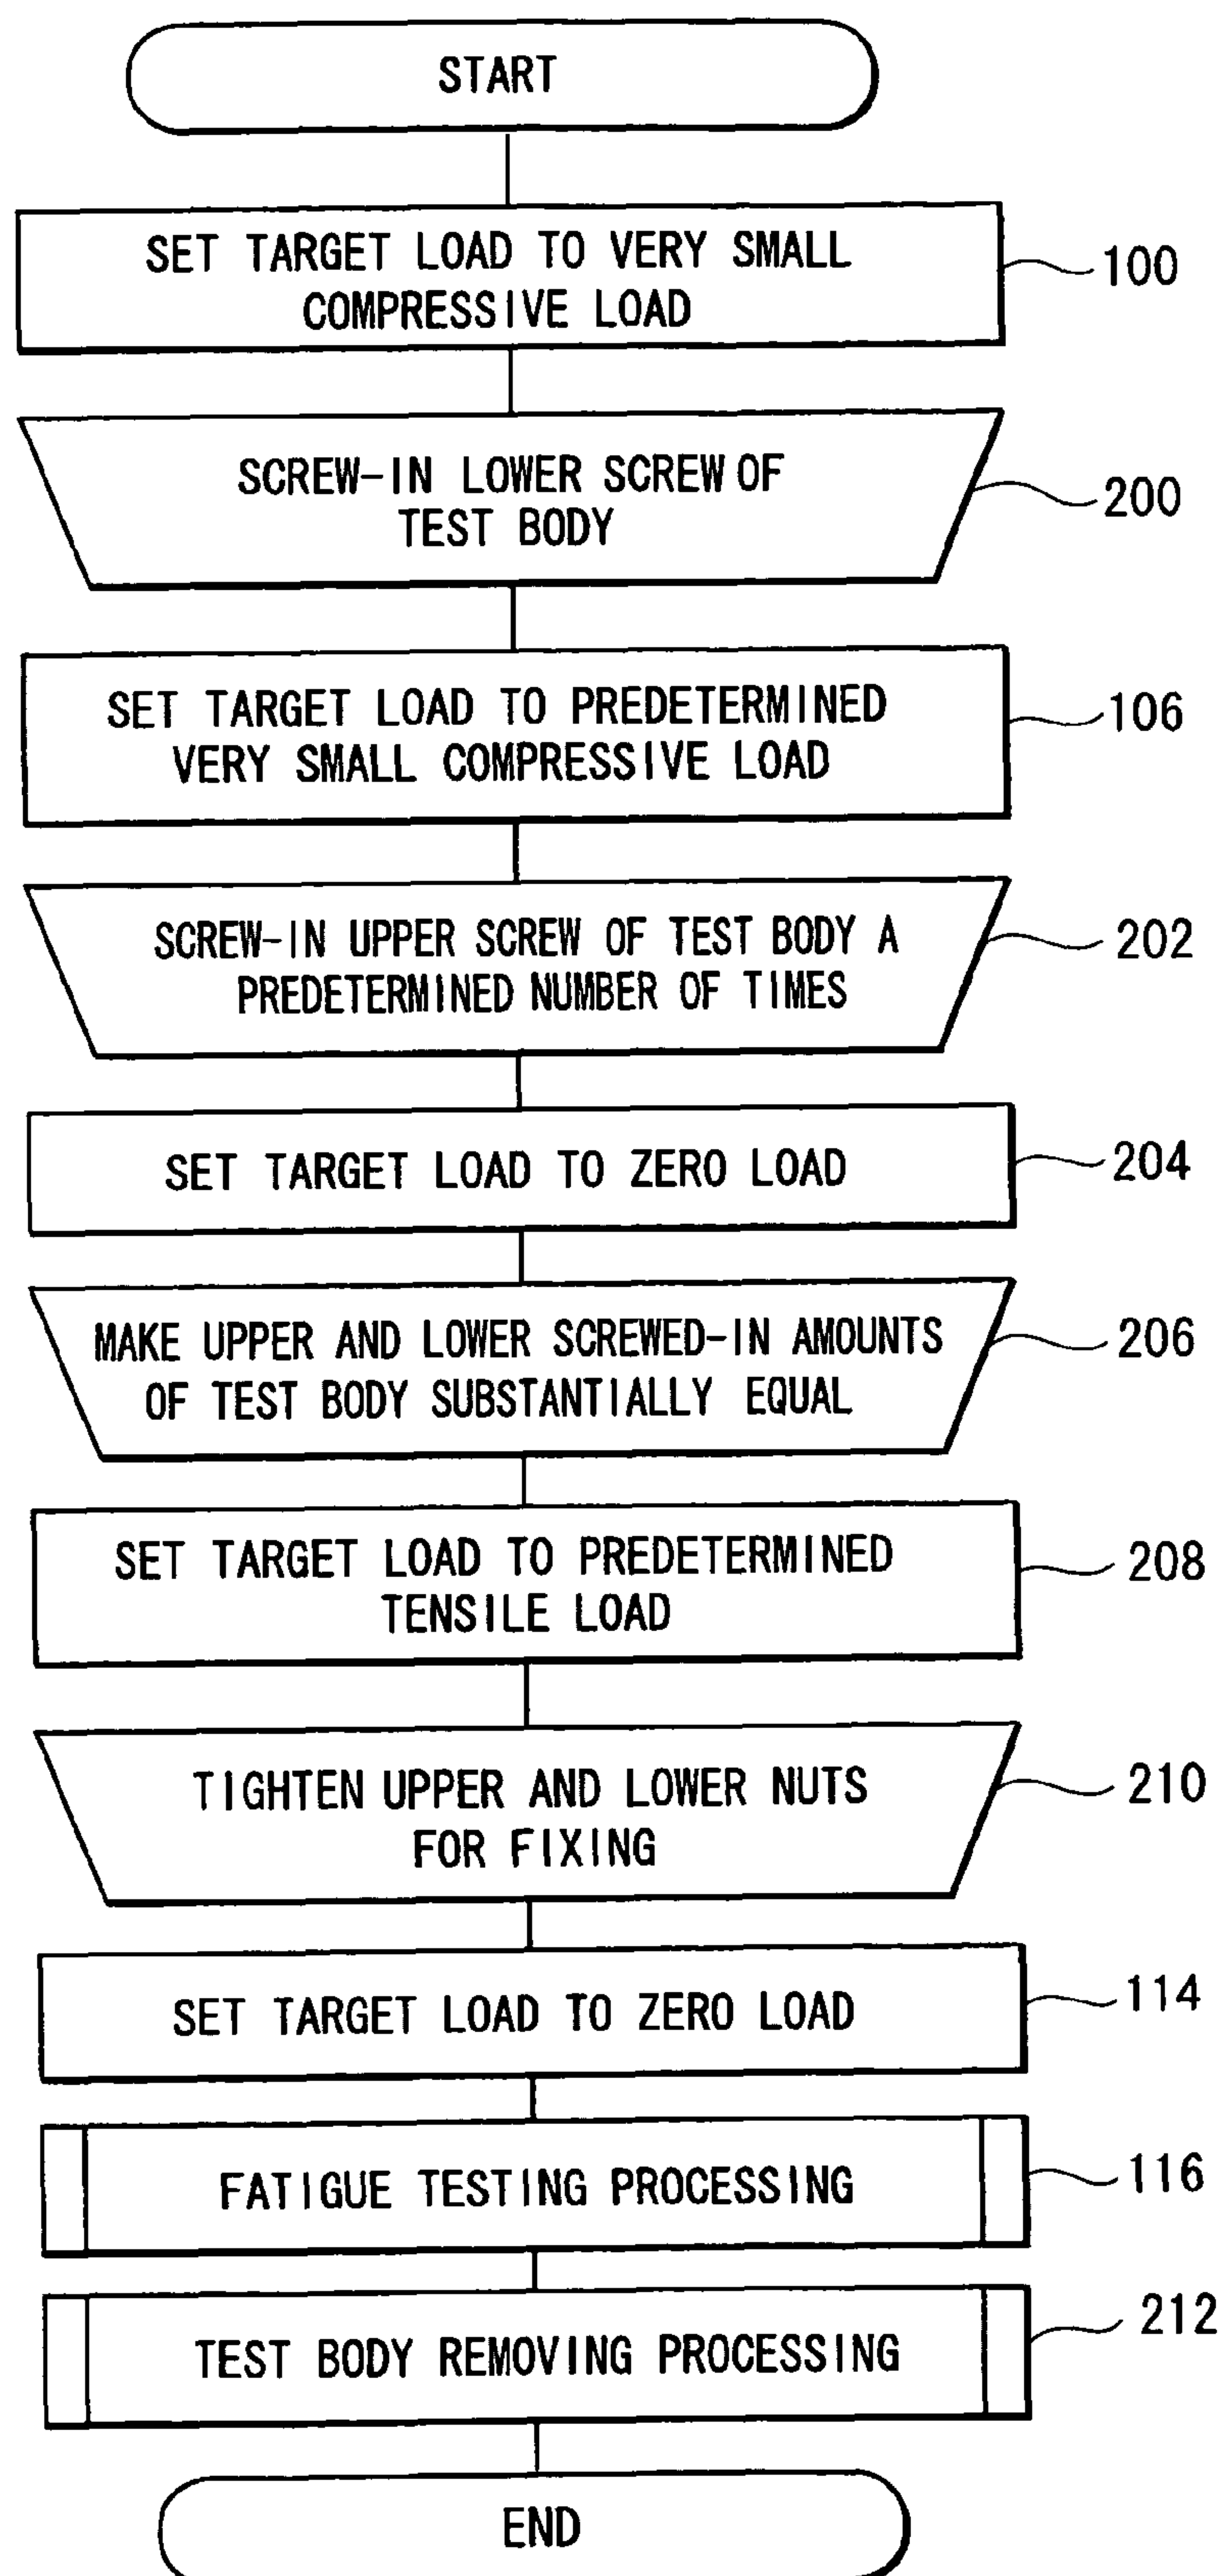 START
SET TARGET LOAD TO VERY SMALL
COMPRESSIVE LOAD
100
SCREW-IN LOWER SCREW OF
TEST BODY
200
SET TARGET LOAD TO PREDETERMINED
VERY SMALL COMPRESSIVE LOAD
106
SCREW-IN UPPER SCREW OF TEST BODY A
PREDETERMINED NUMBER OF TIMES
202
SET TARGET LOAD TO ZERO LOAD
204
MAKE UPPER AND LOWER SCREWED-IN AMOUNTS
OF TEST BODY SUBSTANTIALLY EQUAL
206
SET TARGET LOAD TO PREDETERMINED
TENSILE LOAD
208
TIGHTEN UPPER AND LOWER NUTS
FOR FIXING
210
SET TARGET LOAD TO ZERO LOAD
114
FATIGUE TESTING PROCESSING
116
TEST BODY REMOVING PROCESSING
212
END